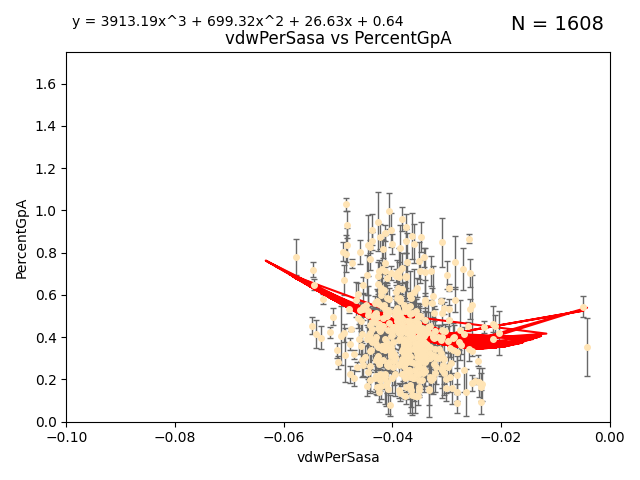 y = 3913.19x^3 + 699.32x^2 + 26.63x + 0.64
N = 1608
vdwPerSasa vs PercentGpA
1.6
1.4
1.2
1.0
0.8
0.6
0.4
0.2
0.0
PercentGpA
−0.10 −0.08 −0.06 −0.04 −0.02 0.00
vdwPerSasa